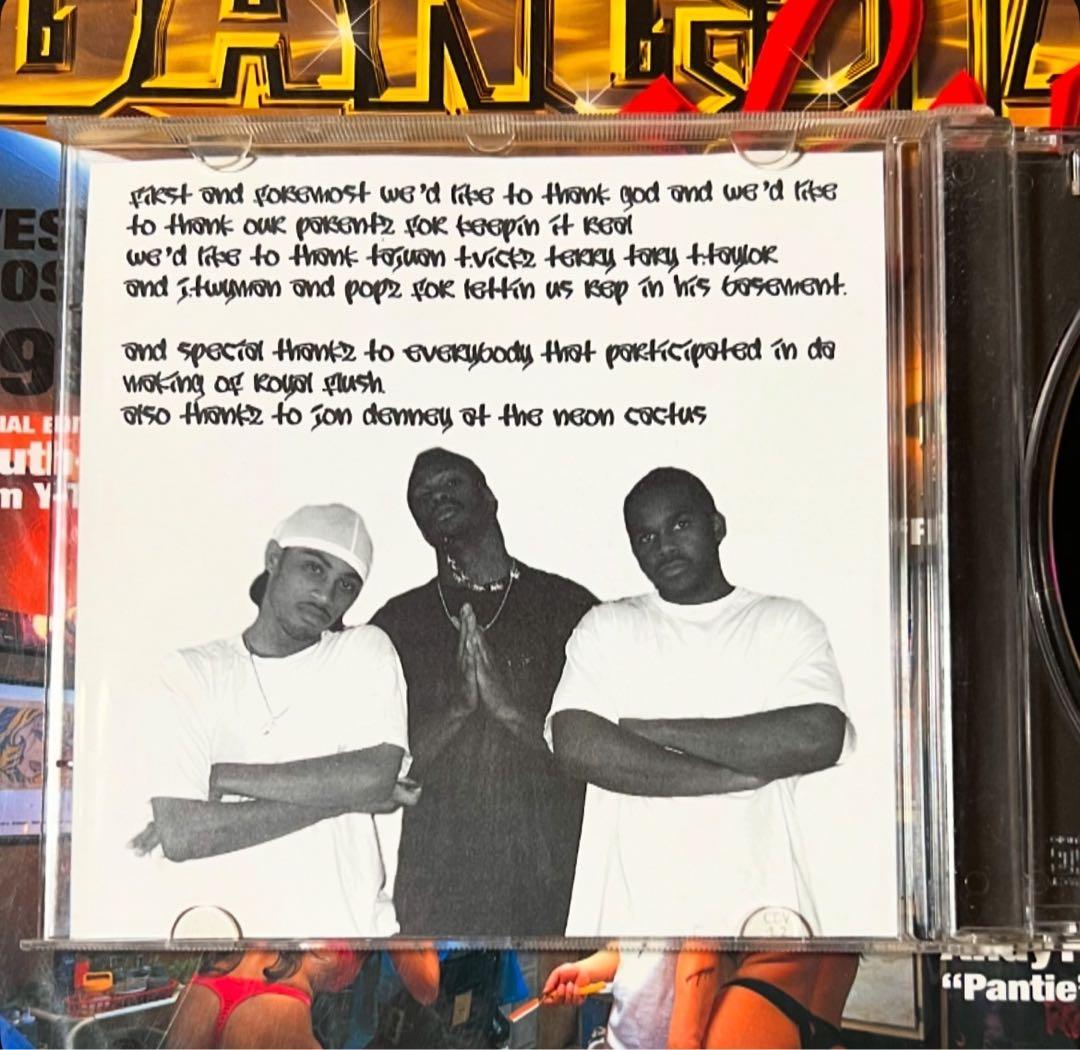 first and foremost we'd like to thank god and we'd like
to thank our parentz for keepin it real
we'd like to thank tajuan t.vickz terry tory t.taylor
and j.twyman and popz for lettin us rep in his basement.
and special thankz to everybody that participated in da
making of royal flush.
also thankz to jon denney at the neon cactus
"Pantie"